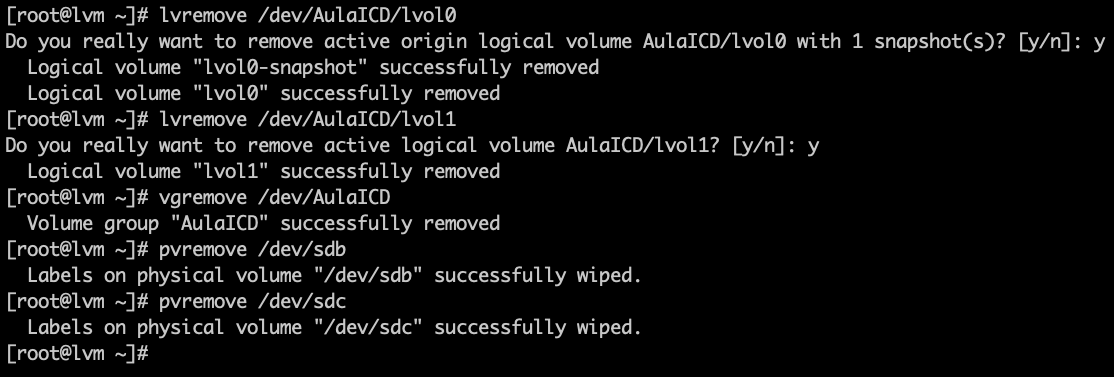 [root@lvm ~]# lvremove /dev/AulaICD/lvol0
Do you really want to remove active origin logical volume AulaICD/lvol0 with 1 snapshot(s)? [y/n]: y
  Logical volume "lvol0-snapshot" successfully removed
  Logical volume "lvol0" successfully removed
[root@lvm ~]# lvremove /dev/AulaICD/lvol1
Do you really want to remove active logical volume AulaICD/lvol1? [y/n]: y
  Logical volume "lvol1" successfully removed
[root@lvm ~]# vgremove /dev/AulaICD
  Volume group "AulaICD" successfully removed
[root@lvm ~]# pvremove /dev/sdb
  Labels on physical volume "/dev/sdb" successfully wiped.
[root@lvm ~]# pvremove /dev/sdc
  Labels on physical volume "/dev/sdc" successfully wiped.
[root@lvm ~]#